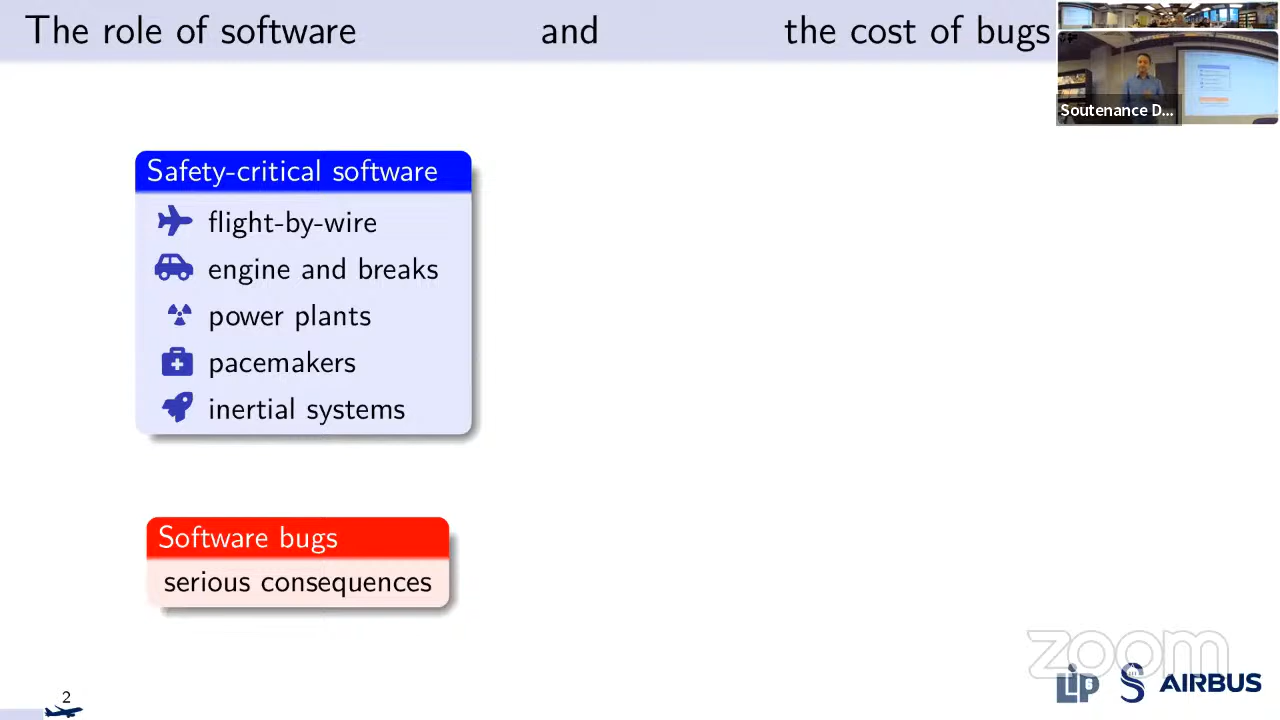 The role of software and the cost of bugs
Soutenance D...
Safety-critical software
flight-by-wire
engine and breaks
power plants
pacemakers
inertial systems
Software bugs
serious consequences
zoom
LIP6 S AIRBUS
2